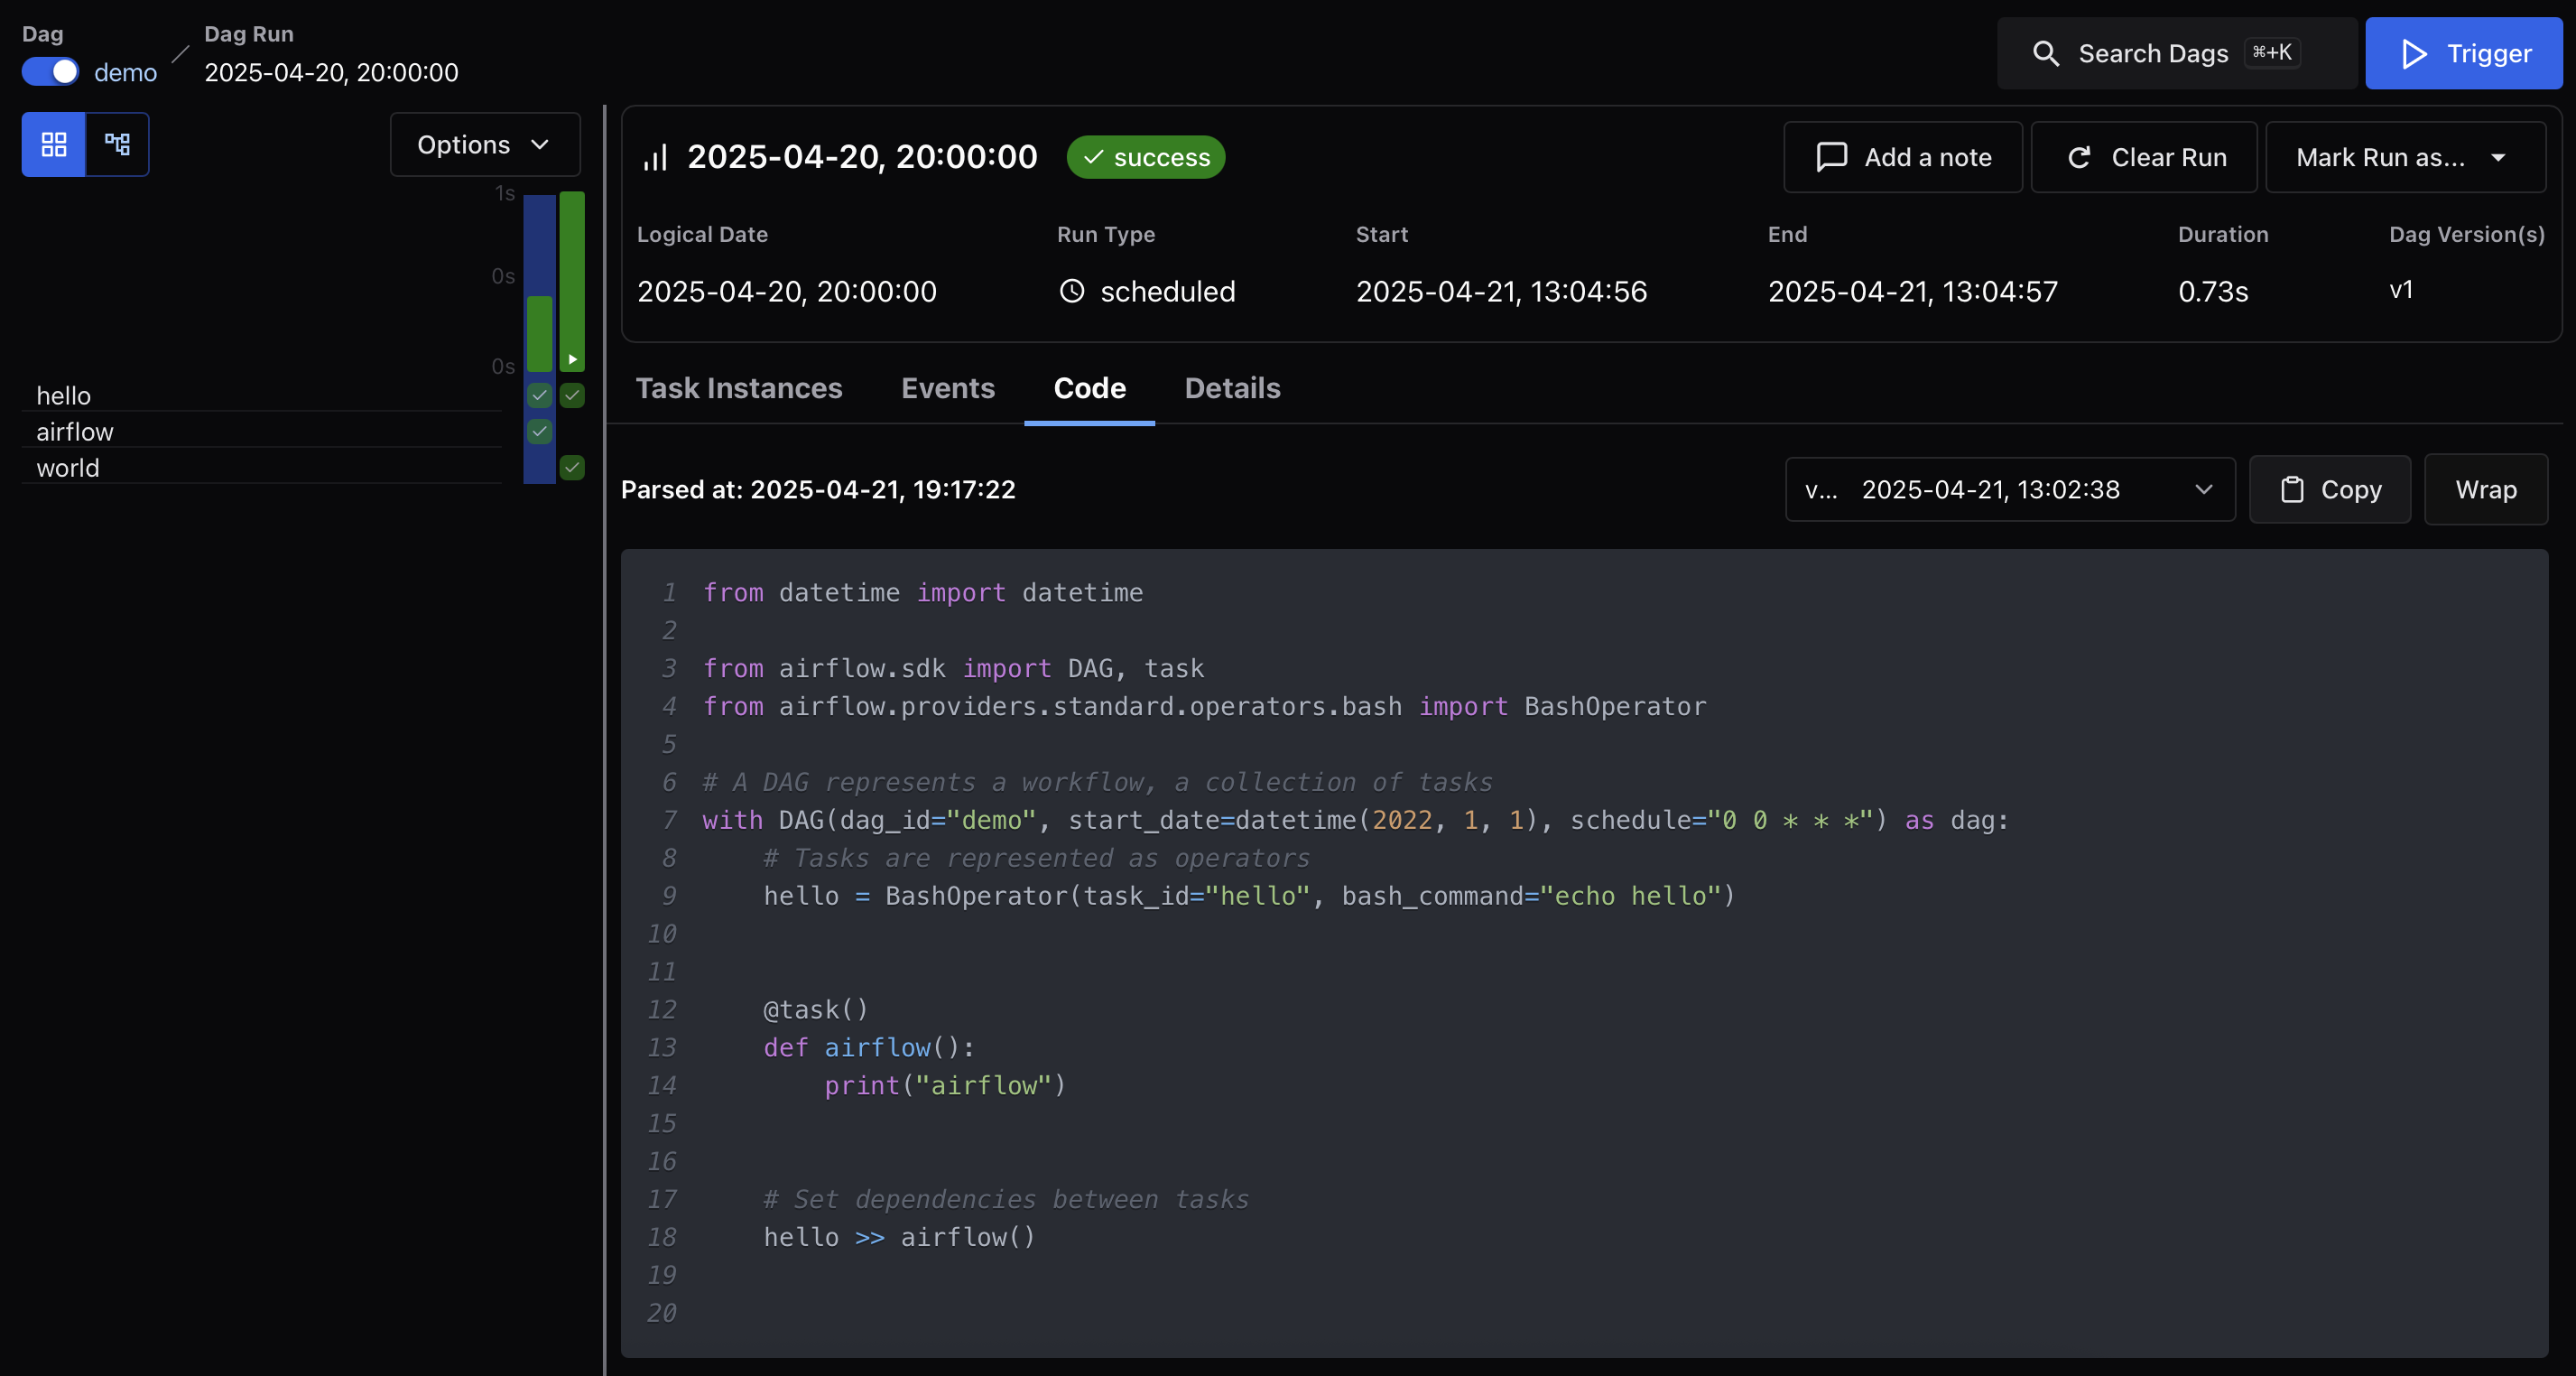 Dag
demo
Dag Run
2025-04-20, 20:00:00
Search Dags ⌘+K
Trigger
Options
1s
0s
0s
hello
airflow
world
2025-04-20, 20:00:00 success
Add a note
Clear Run
Mark Run as...
Logical Date Run Type Start End Duration Dag Version(s)
2025-04-20, 20:00:00 scheduled 2025-04-21, 13:04:56 2025-04-21, 13:04:57 0.73s v1
Task Instances Events Code Details
Parsed at: 2025-04-21, 19:17:22
v... 2025-04-21, 13:02:38
Copy
Wrap
1 from datetime import datetime
2
3 from airflow.sdk import DAG, task
4 from airflow.providers.standard.operators.bash import BashOperator
5
6 # A DAG represents a workflow, a collection of tasks
7 with DAG(dag_id="demo", start_date=datetime(2022, 1, 1), schedule="0 0 * * *") as dag:
8     # Tasks are represented as operators
9     hello = BashOperator(task_id="hello", bash_command="echo hello")
10
11
12     @task()
13     def airflow():
14         print("airflow")
15
16
17     # Set dependencies between tasks
18     hello >> airflow()
19
20